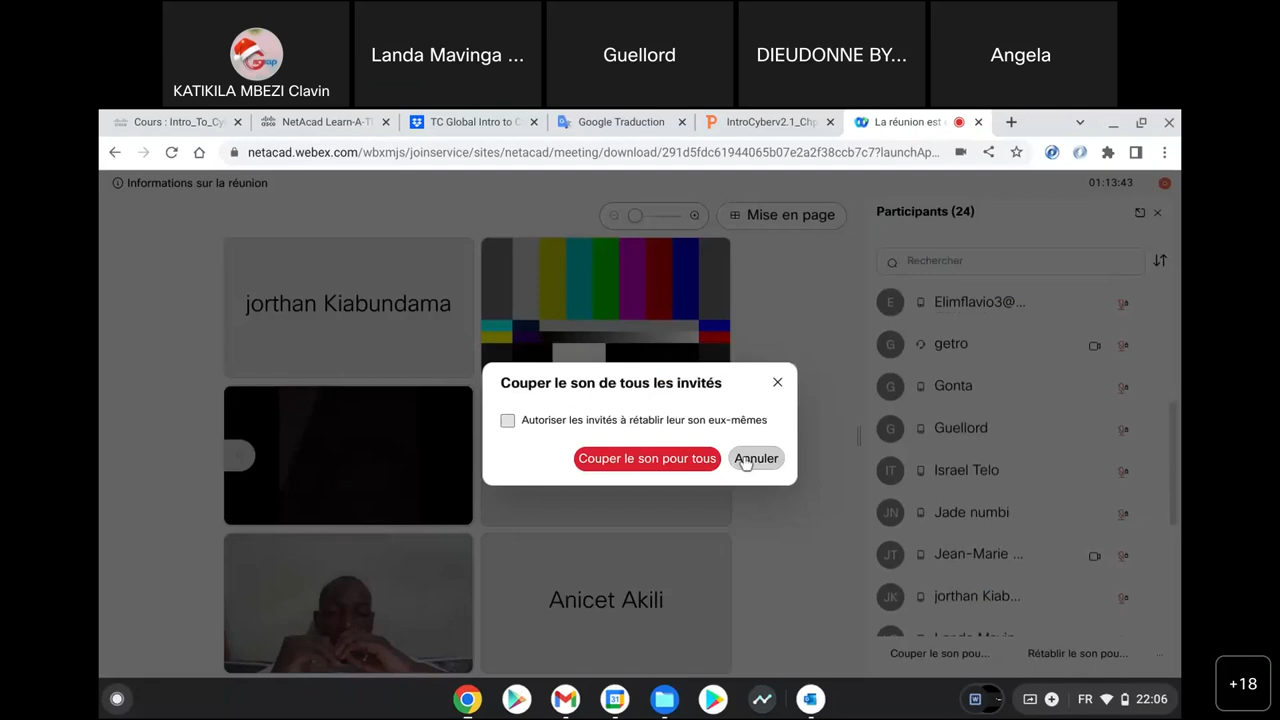 KATIKILA MBEZI Clavin
Landa Mavinga ...
Guellord
DIEUDONNE BY...
Angela
Cours : Intro_To_Cy
NetAcad Learn-A-T
TC Global Intro to C
Google Traduction
IntroCyberv2.1_Chp
La réunion est
netacad.webex.com/wbxmjs/joinservice/sites/netacad/meeting/download/291d5fdc61944065b07e2a2f38ccb7c7?launchAp...
Informations sur la réunion
01:13:43
Mise en page
Participants (24)
Rechercher
jorthan Kiabundama
Anicet Akili
Couper le son de tous les invités
Autoriser les invités à rétablir leur son eux-mêmes
Couper le son pour tous
Annuler
E Elimflavio3@...
G getro
G Gonta
G Guellord
IT Israel Telo
JN Jade numbi
JT Jean-Marie ...
JK jorthan Kiab...
Couper le son pou...
Rétablir le son pou...
FR
22:06
+18